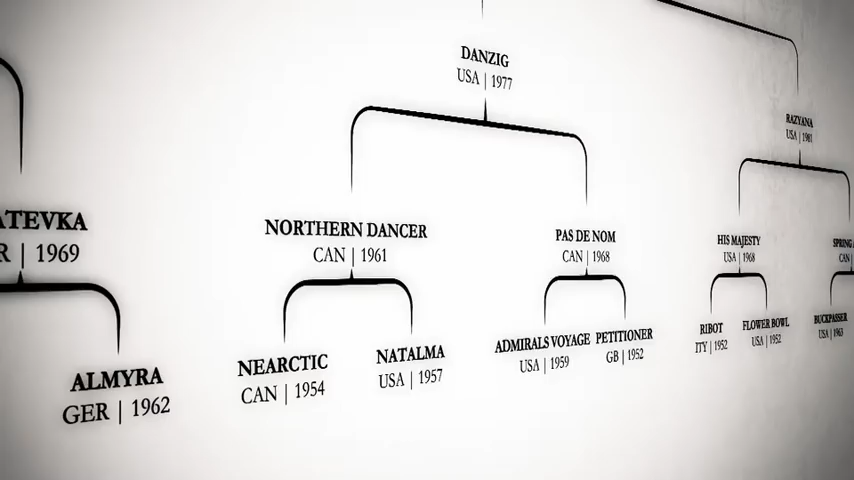 DANZIG
USA | 1977
RAZYANA
USA | 1981
ATEVKA
R | 1969
NORTHERN DANCER
CAN | 1961
PAS DE NOM
CAN | 1968
HIS MAJESTY
USA | 1968
SPRING
CAN |
ALMYRA
GER | 1962
NEARCTIC
CAN | 1954
NATALMA
USA | 1957
ADMIRALS VOYAGE
USA | 1959
PETITIONER
GB | 1952
RIBOT
ITY | 1952
FLOWER BOWL
USA | 1952
BUCKPASSER
USA | 1963